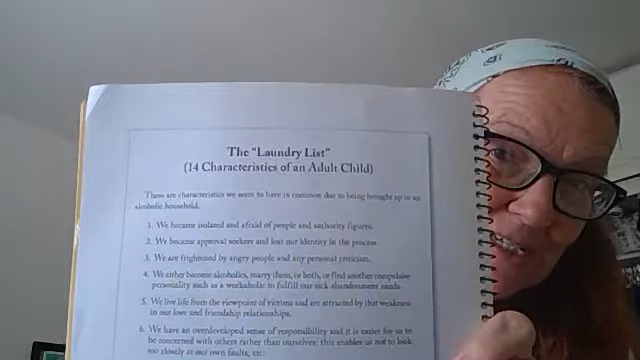 The "Laundry List"
(14 Characteristics of an Adult Child)
These are characteristics we seem to have in common due to being brought up in an
alcoholic household.
1. We became isolated and afraid of people and authority figures.
2. We became approval seekers and lost our identity in the process.
3. We are frightened by angry people and any personal criticism.
4. We either become alcoholics, marry them, or both, or find another compulsive
personality such as a workaholic to fulfill our sick abandonment needs.
5. We live life from the viewpoint of victims and are attracted by that weakness
in our love and friendship relationships.
6. We have an overdeveloped sense of responsibility and it is easier for us to
be concerned with others rather than ourselves; this enables us not to look
too closely at our own faults, etc.